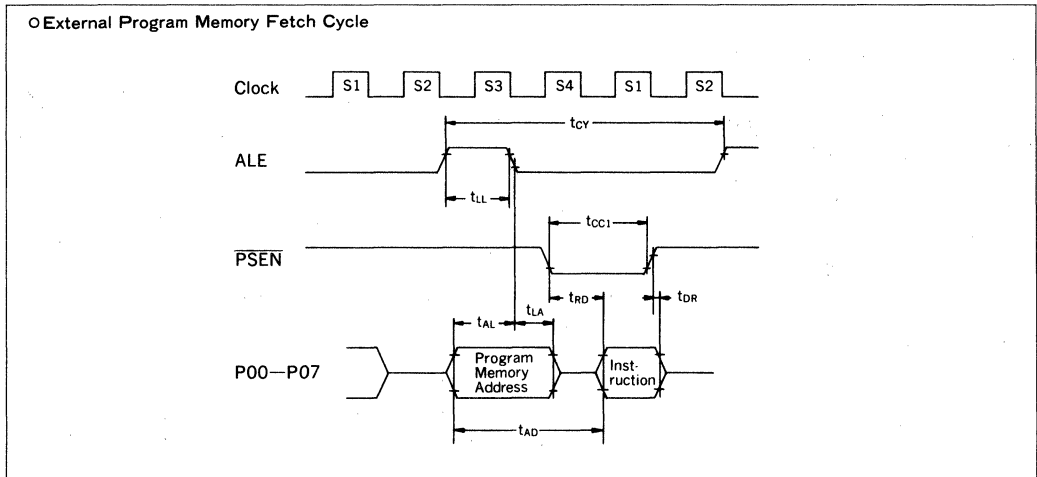 O External Program Memory Fetch Cycle
Clock S1 S2 S3 S4 S1 S2
tCY
ALE
tLL
tCC1
PSEN
tRD tDR
tAL tLA
P00—P07
Program
Memory
Address
Inst-
ruction
tAD